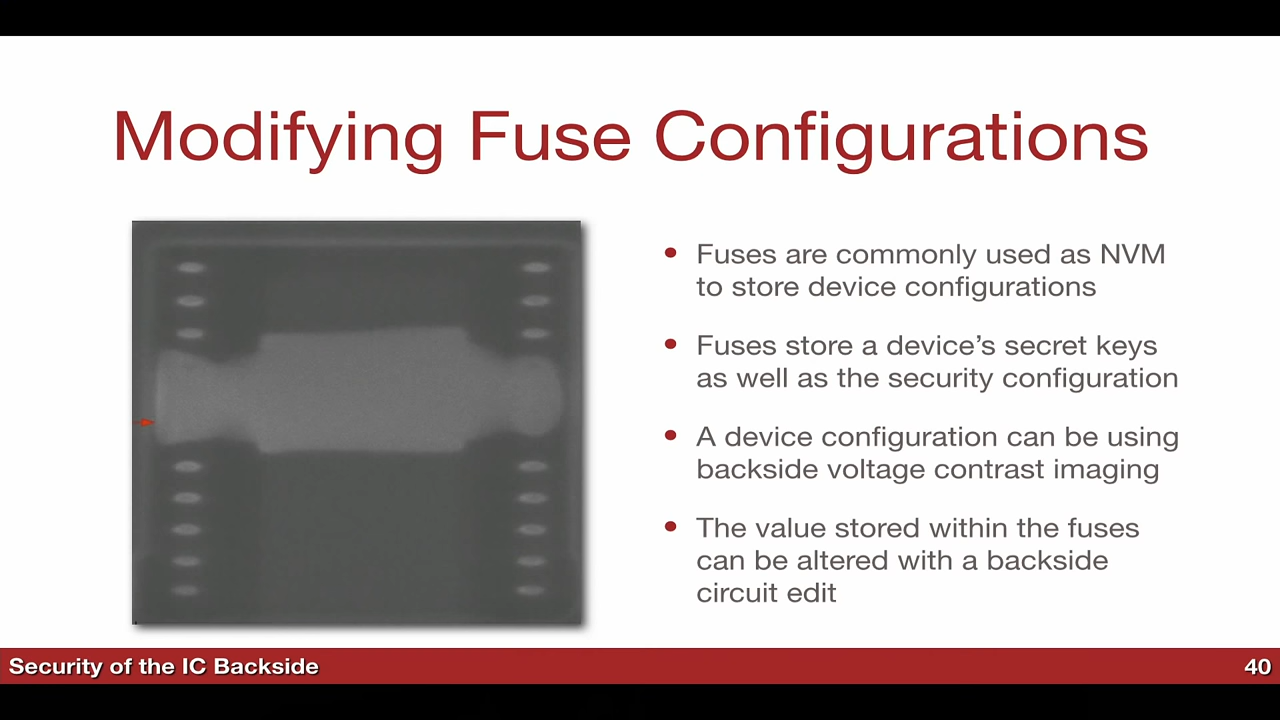 Modifying Fuse Configurations
• Fuses are commonly used as NVM
to store device configurations
• Fuses store a device's secret keys
as well as the security configuration
• A device configuration can be using
backside voltage contrast imaging
• The value stored within the fuses
can be altered with a backside
circuit edit
Security of the IC Backside
40